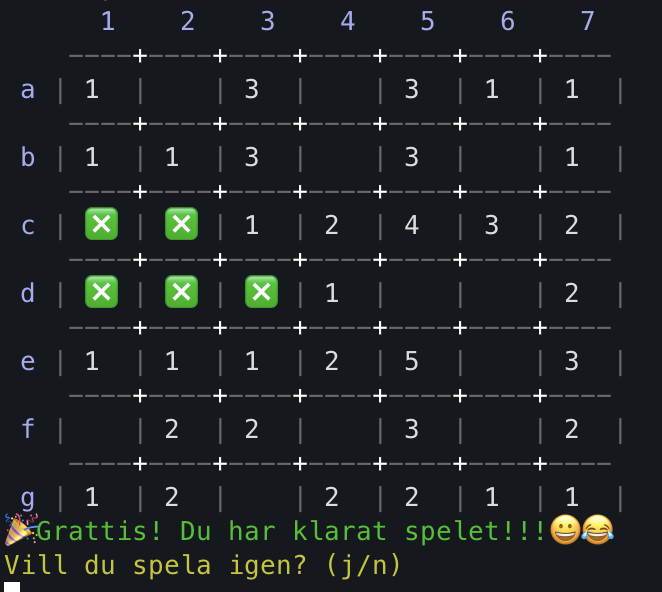 1 2 3 4 5 6 7
----+----+----+----+----+----+----
a | 1 |  | 3 |  | 3 | 1 | 1 |
----+----+----+----+----+----+----
b | 1 | 1 | 3 |  | 3 |  | 1 |
----+----+----+----+----+----+----
c | ❎ | ❎ | 1 | 2 | 4 | 3 | 2 |
----+----+----+----+----+----+----
d | ❎ | ❎ | ❎ | 1 |  |  | 2 |
----+----+----+----+----+----+----
e | 1 | 1 | 1 | 2 | 5 |  | 3 |
----+----+----+----+----+----+----
f |  | 2 | 2 |  | 3 |  | 2 |
----+----+----+----+----+----+----
g | 1 | 2 |  | 2 | 2 | 1 | 1 |
🎉Grattis! Du har klarat spelet!!!😀😂
Vill du spela igen? (j/n)